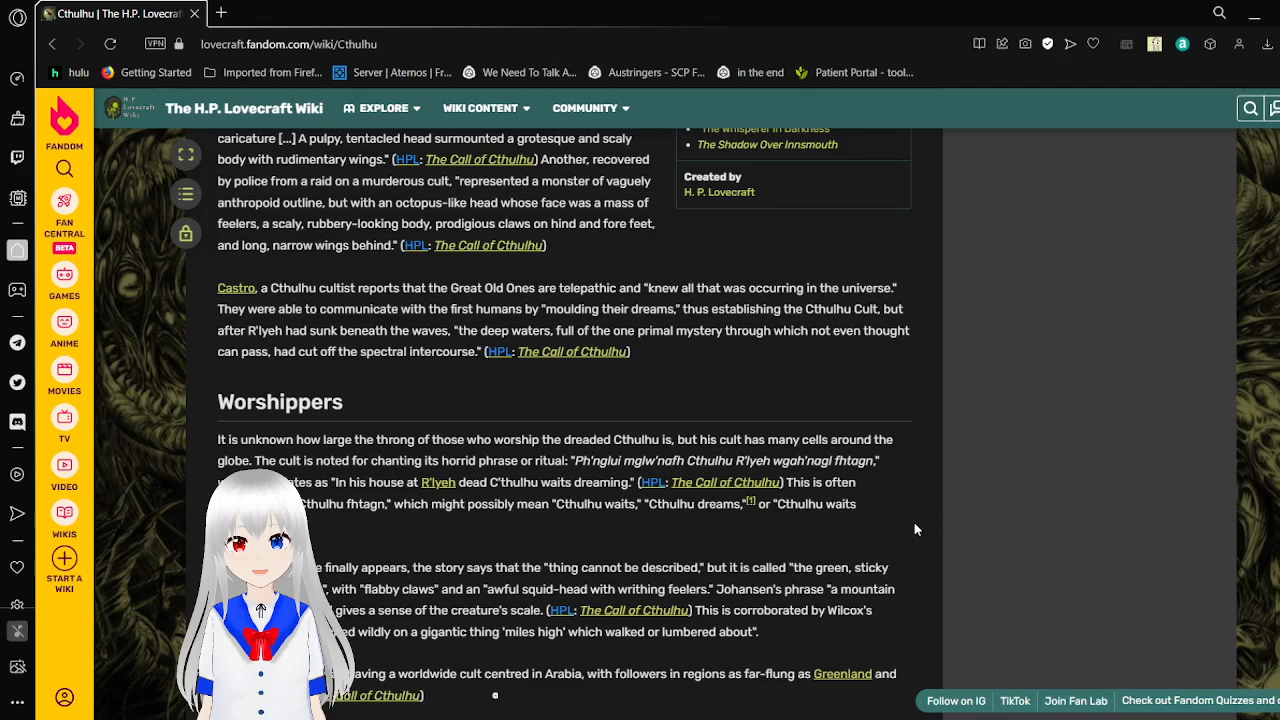 Cthulhu | The H.P. Lovecraft Wiki
VPN
lovecraft.fandom.com/wiki/Cthulhu
hulu
Getting Started
Imported from Firef...
Server | Aternos | Fr...
We Need To Talk A...
Austringers - SCP F...
in the end
Patient Portal - tool...
H. P.
Lovecraft
Wiki
The H.P. Lovecraft Wiki
EXPLORE
WIKI CONTENT
COMMUNITY
FANDOM
FAN
CENTRAL
BETA
GAMES
ANIME
MOVIES
TV
VIDEO
WIKIS
START A
WIKI
The Whisperer in Darkness
The Shadow Over Innsmouth
Created by
H. P. Lovecraft
caricature [...] A pulpy, tentacled head surmounted a grotesque and scaly
body with rudimentary wings." (HPL: The Call of Cthulhu) Another, recovered
by police from a raid on a murderous cult, "represented a monster of vaguely
anthropoid outline, but with an octopus-like head whose face was a mass of
feelers, a scaly, rubbery-looking body, prodigious claws on hind and fore feet,
and long, narrow wings behind." (HPL: The Call of Cthulhu)
Castro, a Cthulhu cultist reports that the Great Old Ones are telepathic and "knew all that was occurring in the universe."
They were able to communicate with the first humans by "moulding their dreams," thus establishing the Cthulhu Cult, but
after R'lyeh had sunk beneath the waves, "the deep waters, full of the one primal mystery through which not even thought
can pass, had cut off the spectral intercourse." (HPL: The Call of Cthulhu)
Worshippers
It is unknown how large the throng of those who worship the dreaded Cthulhu is, but his cult has many cells around the
globe. The cult is noted for chanting its horrid phrase or ritual: "Ph'nglui mglw'nafh Cthulhu R'lyeh wgah'nagl fhtagn,"
ates as "In his house at R'lyeh dead C'thulhu waits dreaming." (HPL: The Call of Cthulhu) This is often
Cthulhu fhtagn," which might possibly mean "Cthulhu waits," "Cthulhu dreams,"[1] or "Cthulhu waits
finally appears, the story says that the "thing cannot be described," but it is called "the green, sticky
with "flabby claws" and an "awful squid-head with writhing feelers." Johansen's phrase "a mountain
gives a sense of the creature's scale. (HPL: The Call of Cthulhu) This is corroborated by Wilcox's
ed wildly on a gigantic thing 'miles high' which walked or lumbered about".
aving a worldwide cult centred in Arabia, with followers in regions as far-flung as Greenland and
all of Cthulhu)
Follow on IG
TikTok
Join Fan Lab
Check out Fandom Quizzes and